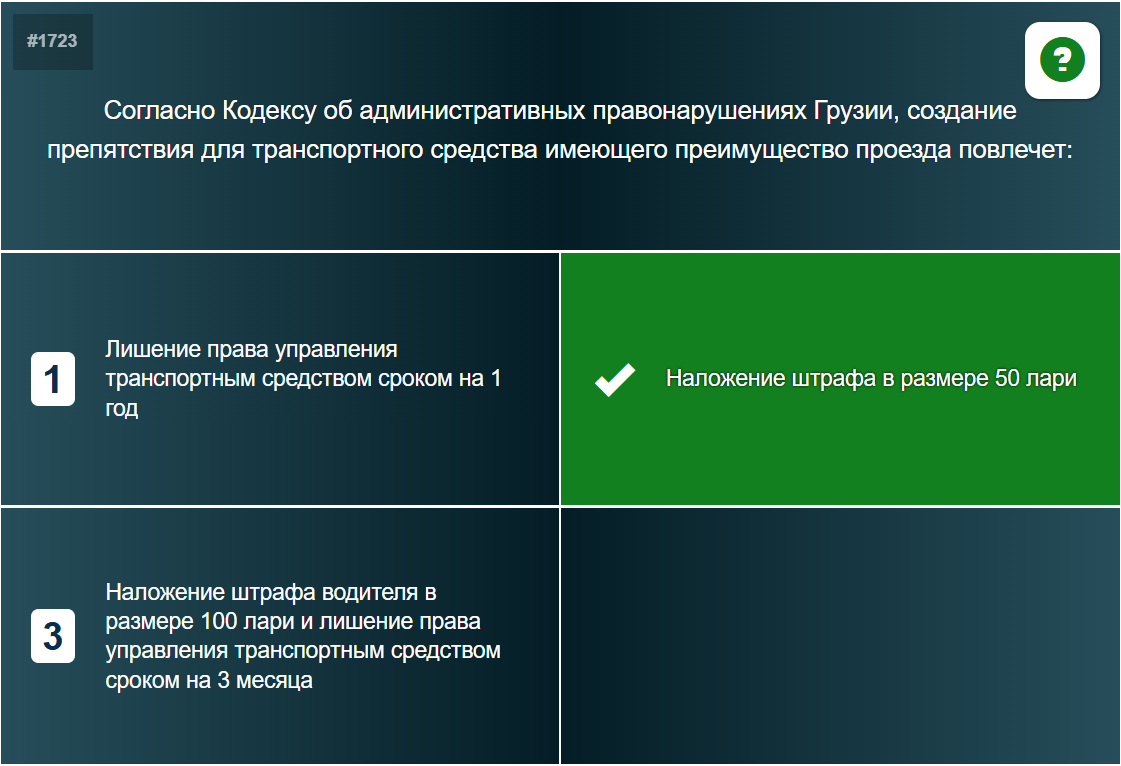 #1723
?
Согласно Кодексу об административных правонарушениях Грузии, создание
препятствия для транспортного средства имеющего преимущество проезда повлечет:
1
Лишение права управления
транспортным средством сроком на 1
год
Наложение штрафа в размере 50 лари
3
Наложение штрафа водителя в
размере 100 лари и лишение права
управления транспортным средством
сроком на 3 месяца